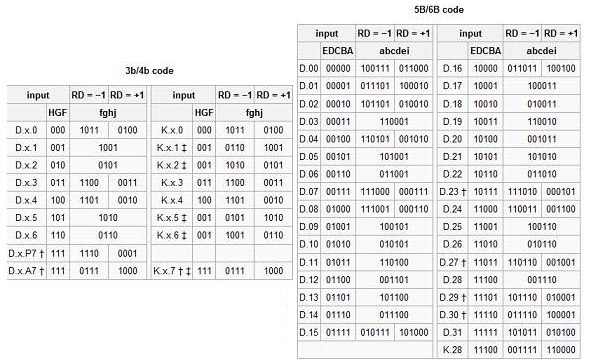 3b/4b code
input RD = −1 RD = +1 input RD = −1 RD = +1
HGF fghj HGF fghj
D.x.0 000 1011 0100 K.x.0 000 1011 0100
D.x.1 001 1001 K.x.1 ‡ 001 0110 1001
D.x.2 010 0101 K.x.2 ‡ 001 1010 0101
D.x.3 011 1100 0011 K.x.3 011 1100 0011
D.x.4 100 1101 0010 K.x.4 100 1101 0010
D.x.5 101 1010 K.x.5 ‡ 001 0101 1010
D.x.6 110 0110 K.x.6 ‡ 001 1001 0110
D.x.P7 † 111 1110 0001
D.x.A7 † 111 0111 1000 K.x.7 † ‡ 111 0111 1000
5B/6B code
input RD = −1 RD = +1 input RD = −1 RD = +1
EDCBA abcdei EDCBA abcdei
D.00 00000 100111 011000 D.16 10000 011011 100100
D.01 00001 011101 100010 D.17 10001 100011
D.02 00010 101101 010010 D.18 10010 010011
D.03 00011 110001 D.19 10011 110010
D.04 00100 110101 001010 D.20 10100 001011
D.05 00101 101001 D.21 10101 101010
D.06 00110 011001 D.22 10110 011010
D.07 00111 111000 000111 D.23 † 10111 111010 000101
D.08 01000 111001 000110 D.24 11000 110011 001100
D.09 01001 100101 D.25 11001 100110
D.10 01010 010101 D.26 11010 010110
D.11 01011 110100 D.27 † 11011 110110 001001
D.12 01100 001101 D.28 11100 001110
D.13 01101 101100 D.29 † 11101 101110 010001
D.14 01110 011100 D.30 † 11110 011110 100001
D.15 01111 010111 101000 D.31 11111 101011 010100
K.28 11100 001111 110000